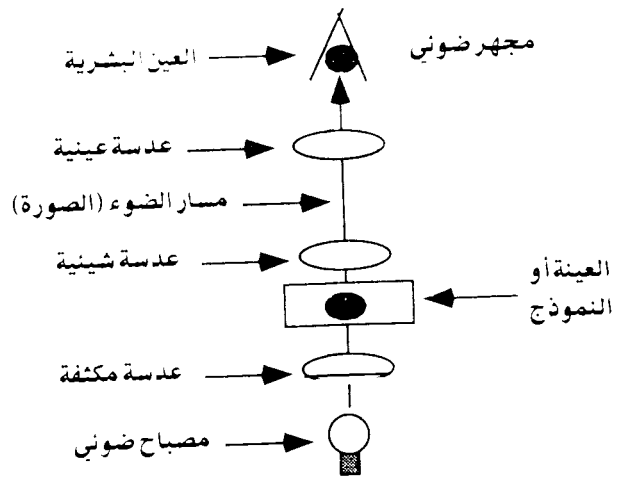 مجهر ضوئي
العين البشرية
عدسة عينية
مسار الضوء (الصورة)
عدسة شيئية
العينة أو
النموذج
عدسة مكثفة
مصباح ضوئي